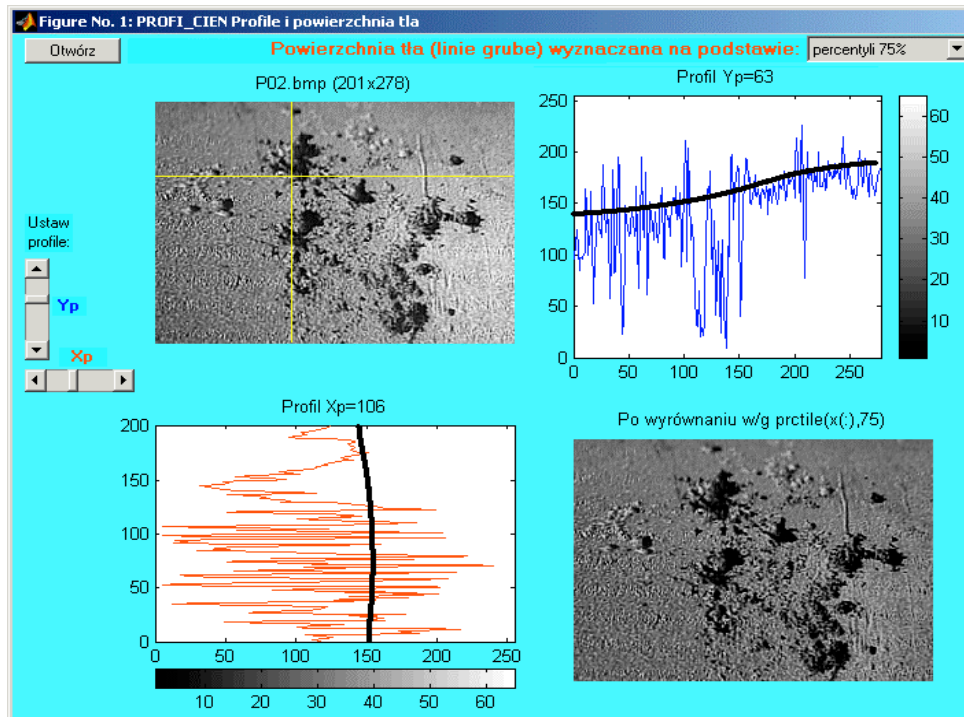 Figure No. 1: PROFI_CIEN Profile i powierzchnia tla
Otwórz
Powierzchnia tła (linie grube) wyznaczana na podstawie:
percentyli 75%
P02.bmp (201x278)
Profil Yp=63
250
200
150
100
50
0
0 50 100 150 200 250
60
50
40
30
20
10
Ustaw
profile:
Yp
Xp
Profil Xp=106
200
150
100
50
0
0 50 100 150 200 250
10 20 30 40 50 60
Po wyrównaniu w/g prctile(x(:),75)